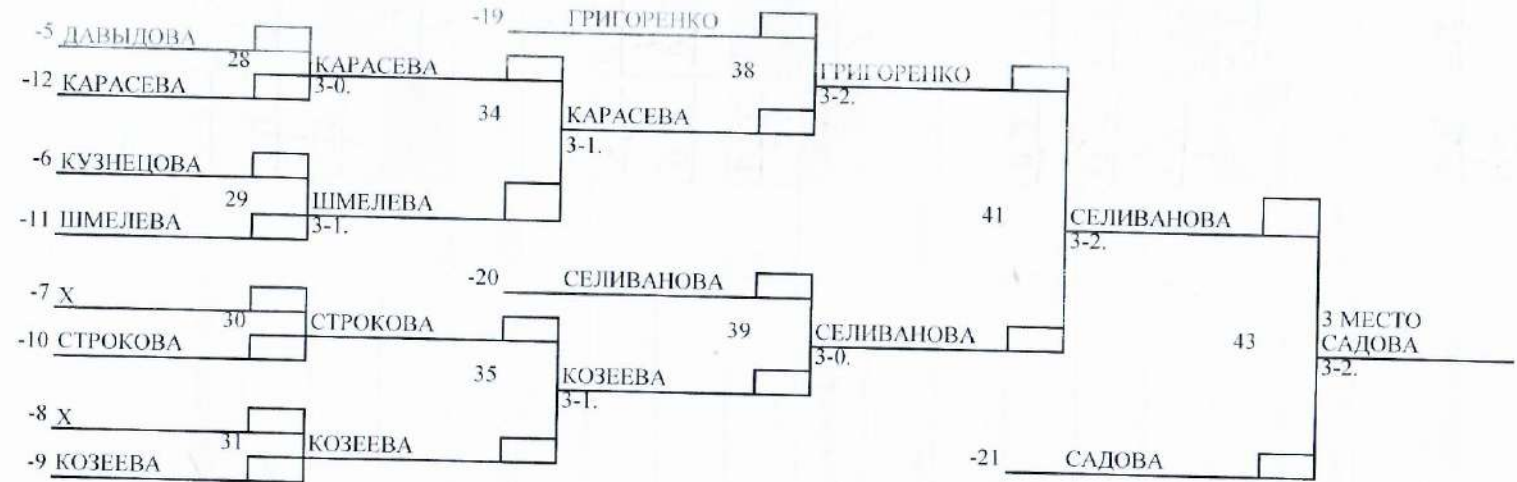 -19 ГРИГОРЕНКО
-5 ДАВЫДОВА
28
КАРАСЕВА
38
ГРИГОРЕНКО
-12 КАРАСЕВА
3-0.
3-2.
34
КАРАСЕВА
3-1.
-6 КУЗНЕЦОВА
29
ШМЕЛЕВА
41
СЕЛИВАНОВА
-11 ШМЕЛЕВА
3-1.
3-2.
-20 СЕЛИВАНОВА
-7 X
30
СТРОКОВА
39
СЕЛИВАНОВА
43
3 МЕСТО
САДОВА
-10 СТРОКОВА
3-0.
3-2.
35
КОЗЕЕВА
3-1.
-8 X
31
КОЗЕЕВА
-9 КОЗЕЕВА
-21 САДОВА